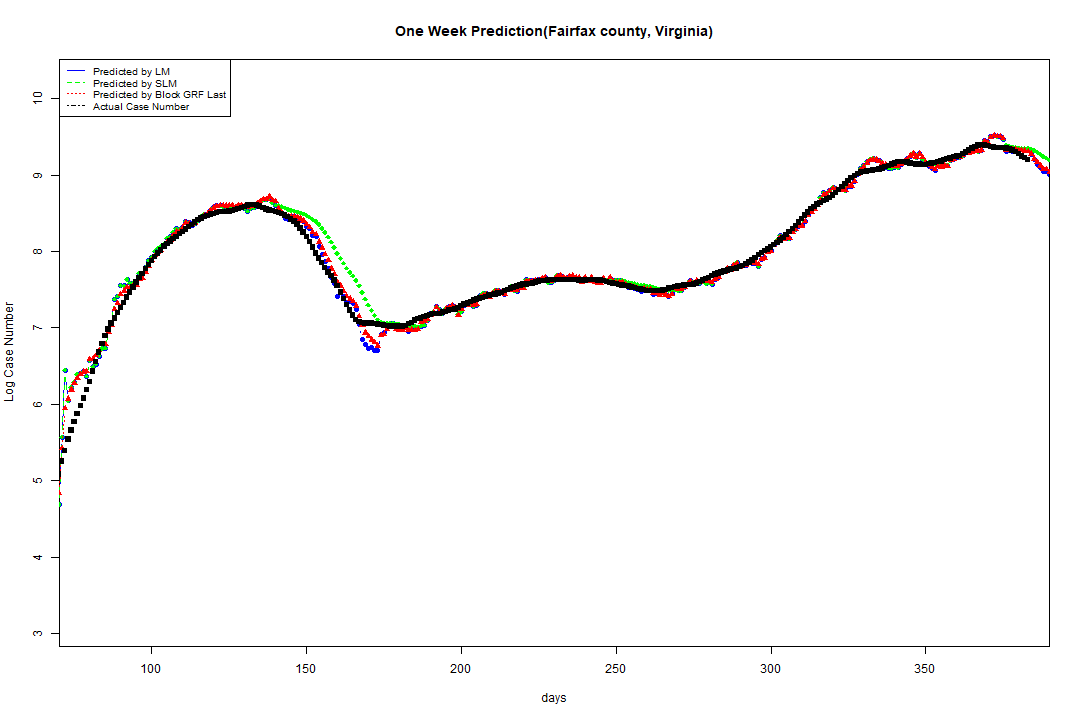 One Week Prediction(Fairfax county, Virginia)
Predicted by LM
Predicted by SLM
Predicted by Block GRF Last
Actual Case Number
10
9
8
7
6
5
4
3
Log Case Number
100 150 200 250 300 350
days